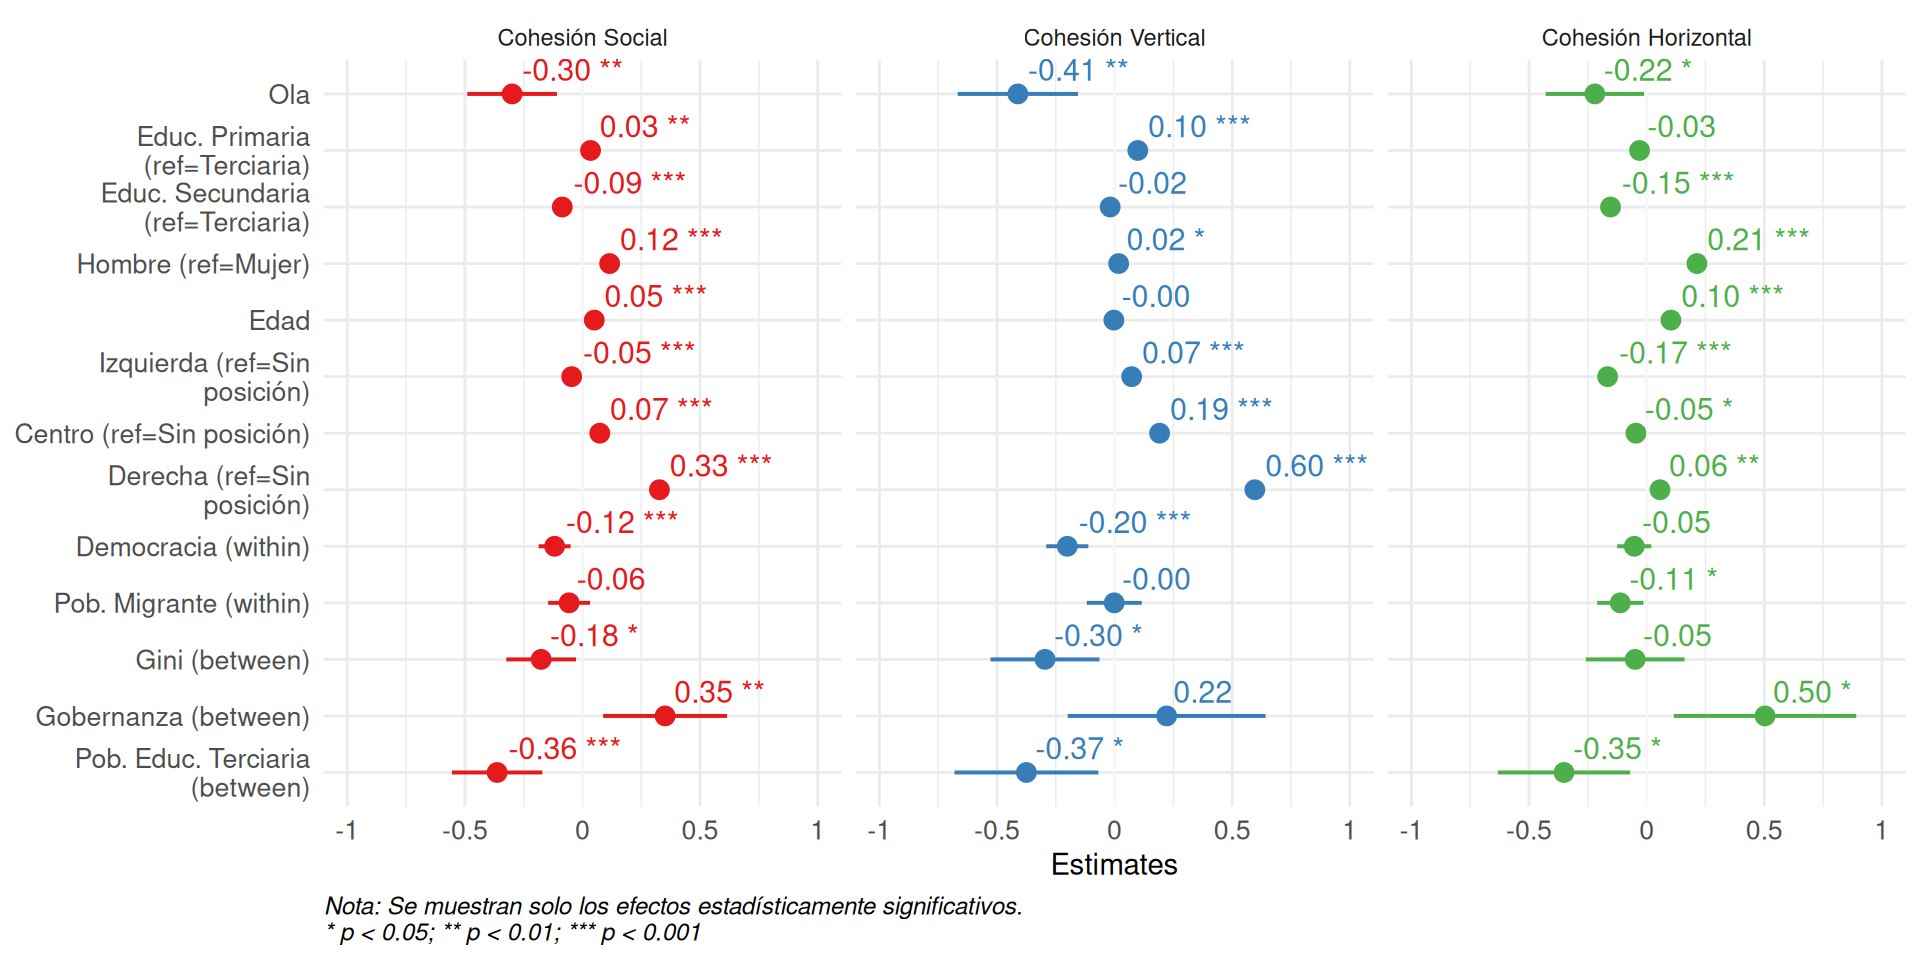 Cohesión Social
Cohesión Vertical
Cohesión Horizontal
Ola
-0.30 **
-0.41 **
-0.22 *
Educ. Primaria
(ref=Terciaria)
0.03 **
0.10 ***
-0.03
Educ. Secundaria
(ref=Terciaria)
-0.09 ***
-0.02
-0.15 ***
Hombre (ref=Mujer)
0.12 ***
0.02 *
0.21 ***
Edad
0.05 ***
-0.00
0.10 ***
Izquierda (ref=Sin
posición)
-0.05 ***
0.07 ***
-0.17 ***
Centro (ref=Sin posición)
0.07 ***
0.19 ***
-0.05 *
Derecha (ref=Sin
posición)
0.33 ***
0.60 ***
0.06 **
Democracia (within)
-0.12 ***
-0.20 ***
-0.05
Pob. Migrante (within)
-0.06
-0.00
-0.11 *
Gini (between)
-0.18 *
-0.30 *
-0.05
Gobernanza (between)
0.35 **
0.22
0.50 *
Pob. Educ. Terciaria
(between)
-0.36 ***
-0.37 *
-0.35 *
-1 -0.5 0 0.5 1
-1 -0.5 0 0.5 1
-1 -0.5 0 0.5 1
Estimates
Nota: Se muestran solo los efectos estadísticamente significativos.
* p < 0.05; ** p < 0.01; *** p < 0.001